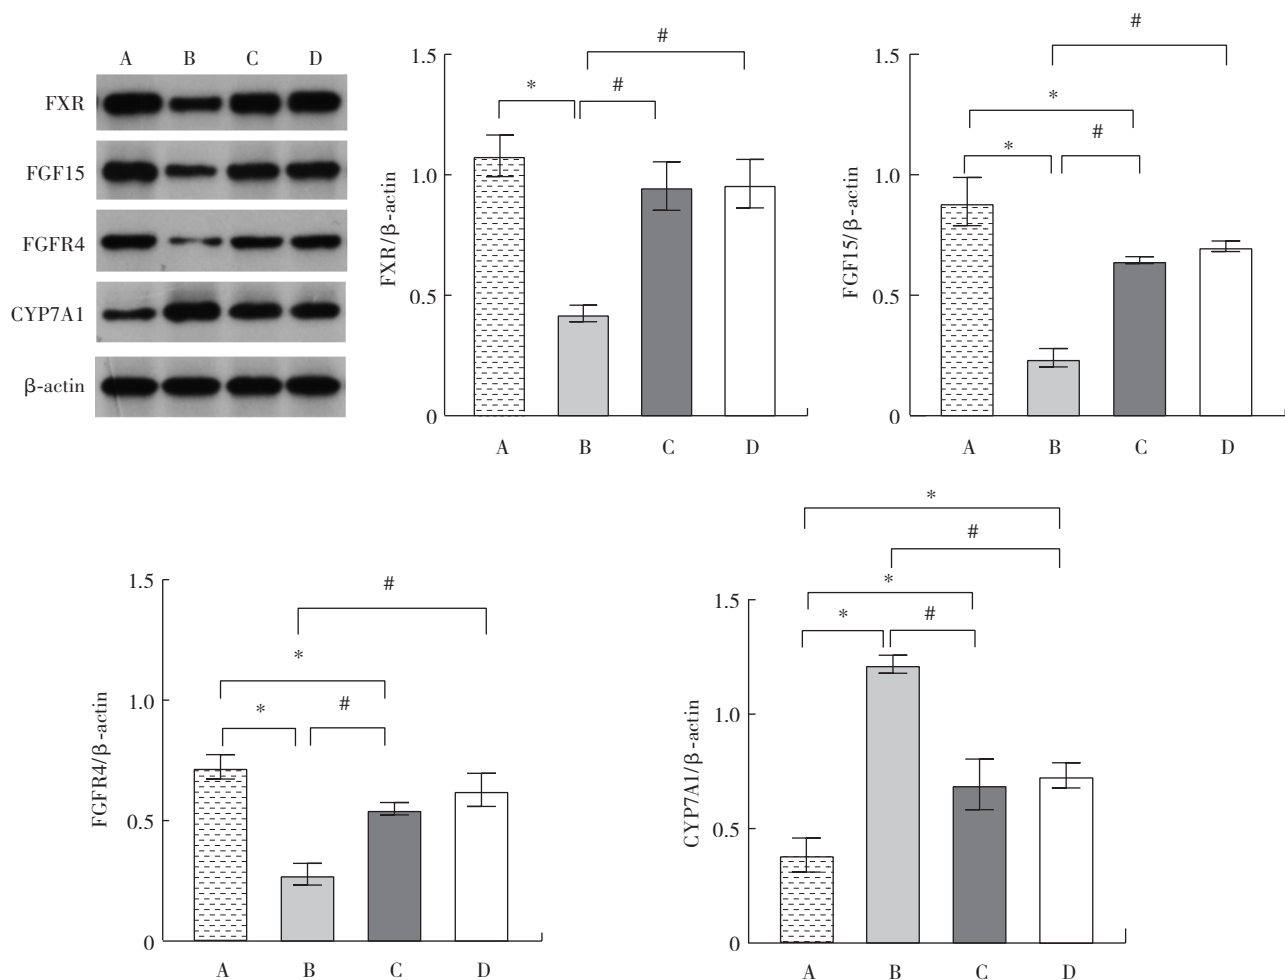 A B C D
FXR
FGF15
FGFR4
CYP7A1
β-actin
FXR/β-actin
1.5
1.0
0.5
0
* # #
A B C D
FGF15/β-actin
1.5
1.0
0.5
0
* # * #
A B C D
FGFR4/β-actin
1.5
1.0
0.5
0
* # * #
A B C D
CYP7A1/β-actin
1.5
1.0
0.5
0
* # * # *
A B C D